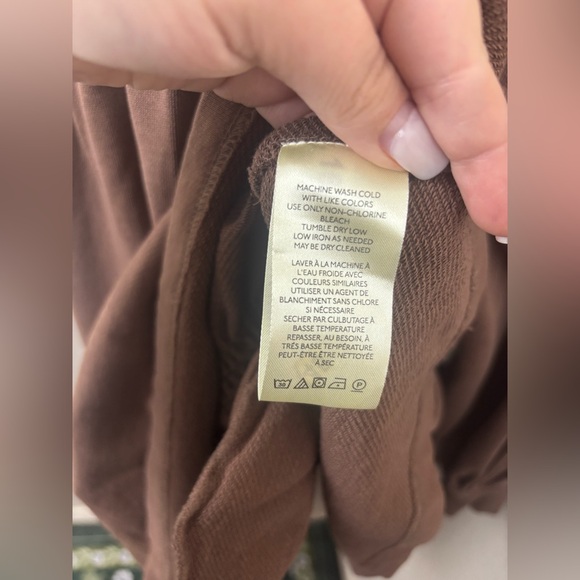 MACHINE WASH COLD
WITH LIKE COLORS
USE ONLY NON-CHLORINE
BLEACH
TUMBLE DRY LOW
LOW IRON AS NEEDED
MAY BE DRYCLEANED
LAVER À LA MACHINE À
L'EAU FROIDE AVEC
COULEURS SIMILAIRES
UTILISER UN AGENT DE
BLANCHIMENT SANS CHLORE
SI NÉCESSAIRE
SECHER PAR CULBUTAGE À
BASSE TEMPERATURE
REPASSER, AU BESOIN, À
TRÈS BASSE TEMPÉRATURE
PEUT-ÊTRE ÊTRE NETTOYÉE
À SEC
30 P